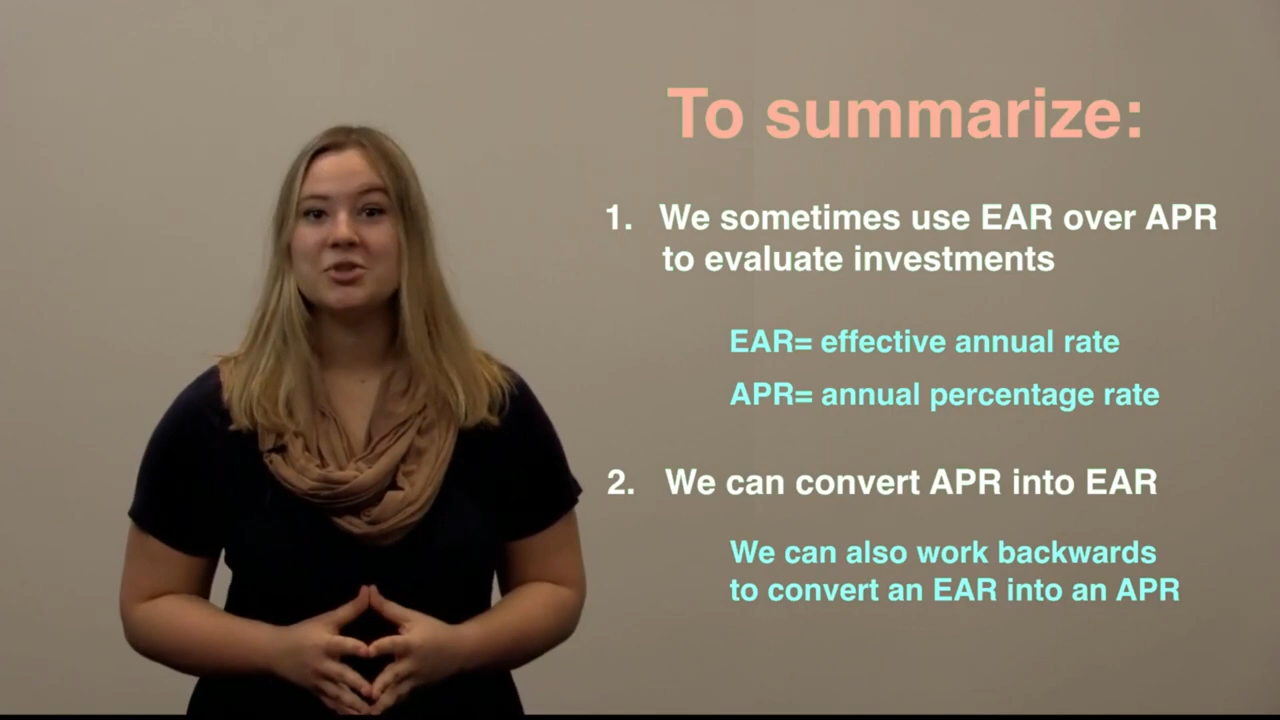 To summarize:
1. We sometimes use EAR over APR
to evaluate investments
EAR= effective annual rate
APR= annual percentage rate
2. We can convert APR into EAR
We can also work backwards
to convert an EAR into an APR